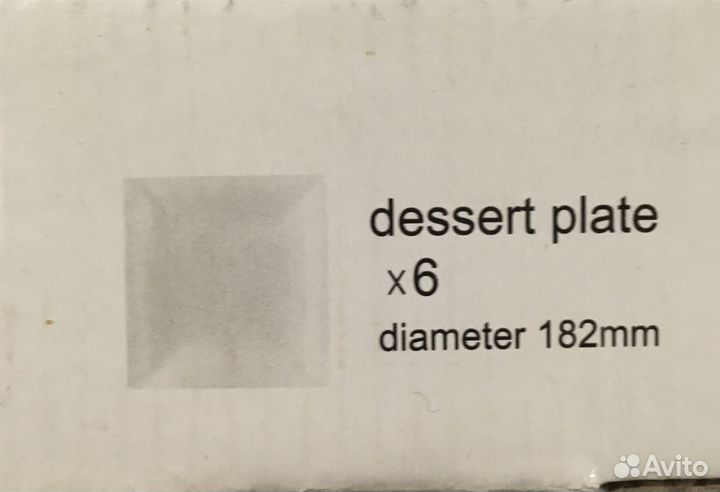 dessert plate
x6
diameter 182mm
Avito